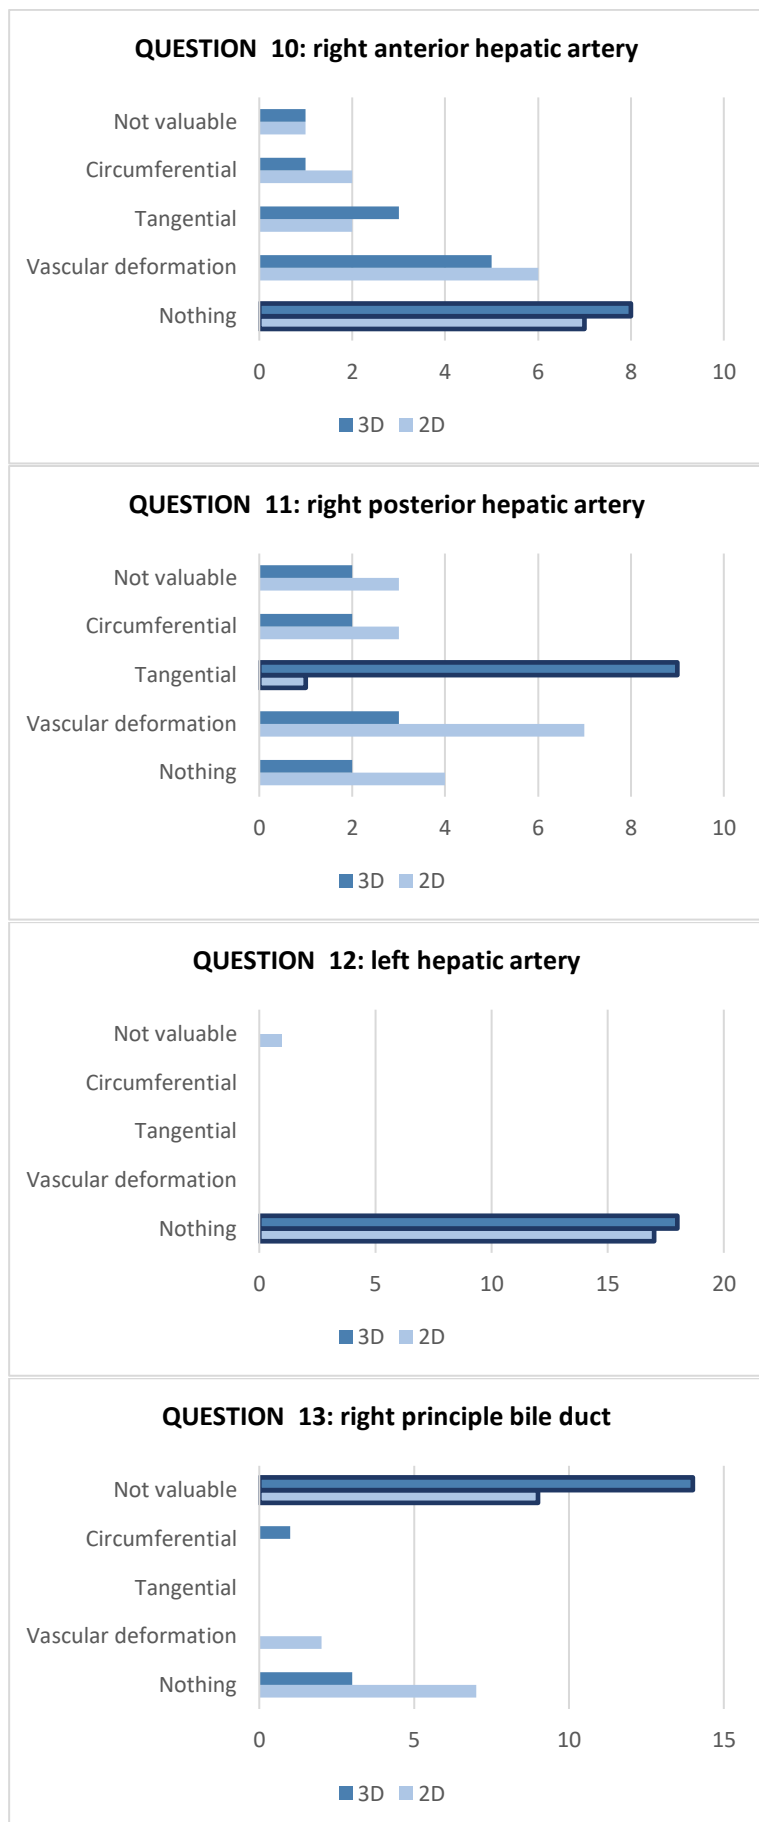 QUESTION 10: right anterior hepatic artery
Not valuable
Circumferential
Tangential
Vascular deformation
Nothing
0 2 4 6 8 10
3D 2D
QUESTION 11: right posterior hepatic artery
Not valuable
Circumferential
Tangential
Vascular deformation
Nothing
0 2 4 6 8 10
3D 2D
QUESTION 12: left hepatic artery
Not valuable
Circumferential
Tangential
Vascular deformation
Nothing
0 5 10 15 20
3D 2D
QUESTION 13: right principle bile duct
Not valuable
Circumferential
Tangential
Vascular deformation
Nothing
0 5 10 15
3D 2D